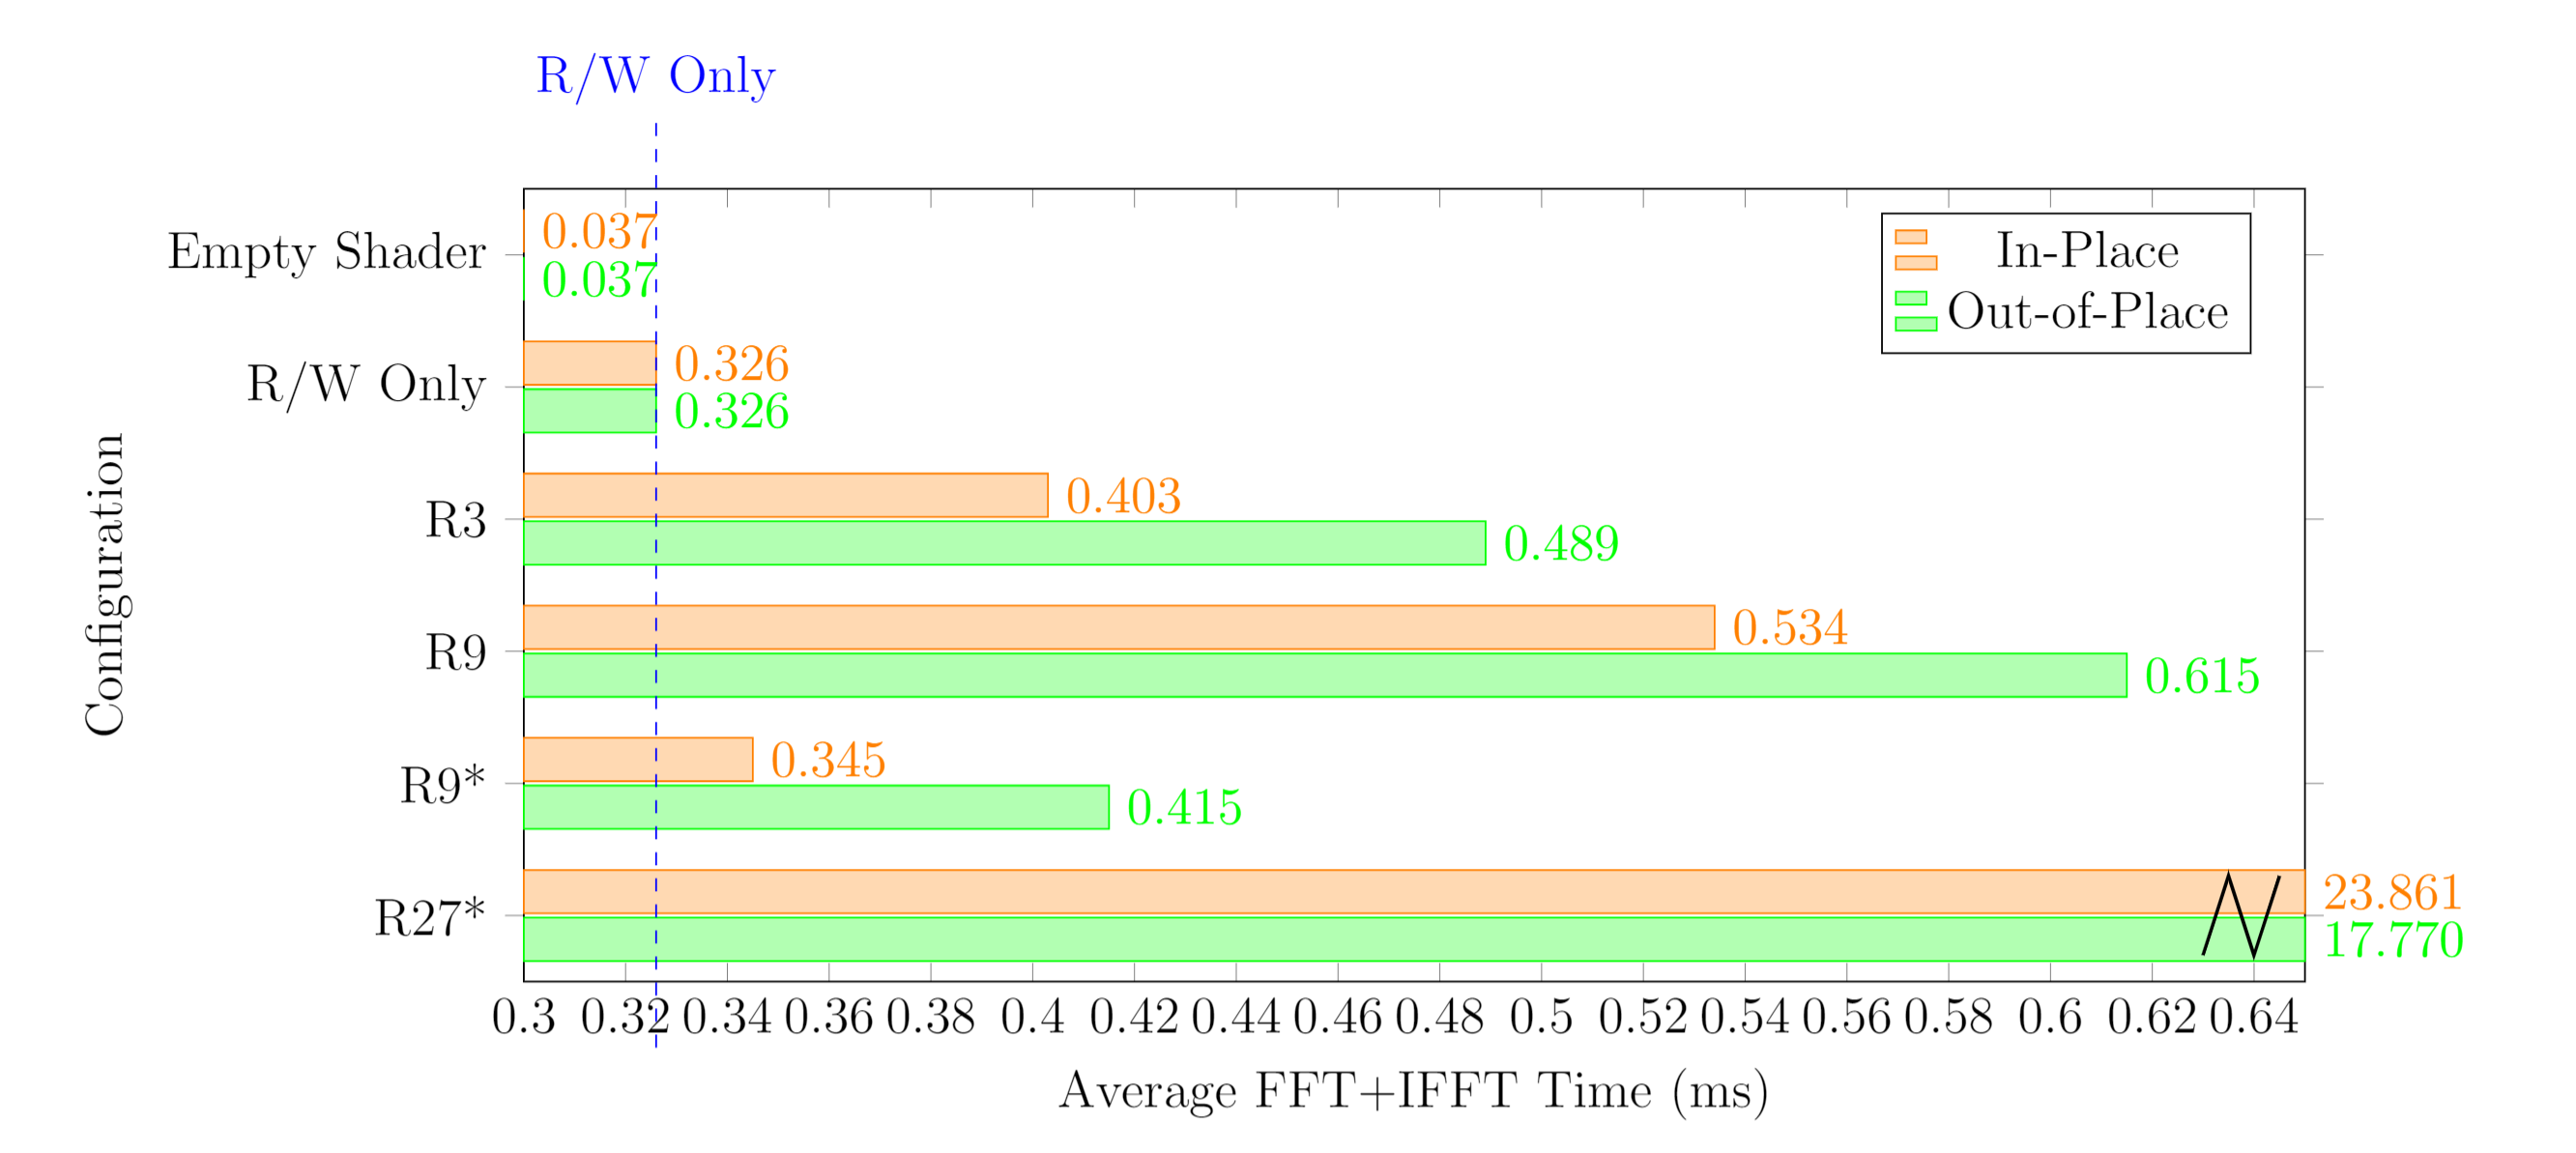 R/W Only
In-Place
Out-of-Place
Configuration
Empty Shader
0.037
0.037
R/W Only
0.326
0.326
R3
0.403
0.489
R9
0.534
0.615
R9*
0.345
0.415
R27*
23.861
17.770
0.3 0.32 0.34 0.36 0.38 0.4 0.42 0.44 0.46 0.48 0.5 0.52 0.54 0.56 0.58 0.6 0.62 0.64
Average FFT+IFFT Time (ms)